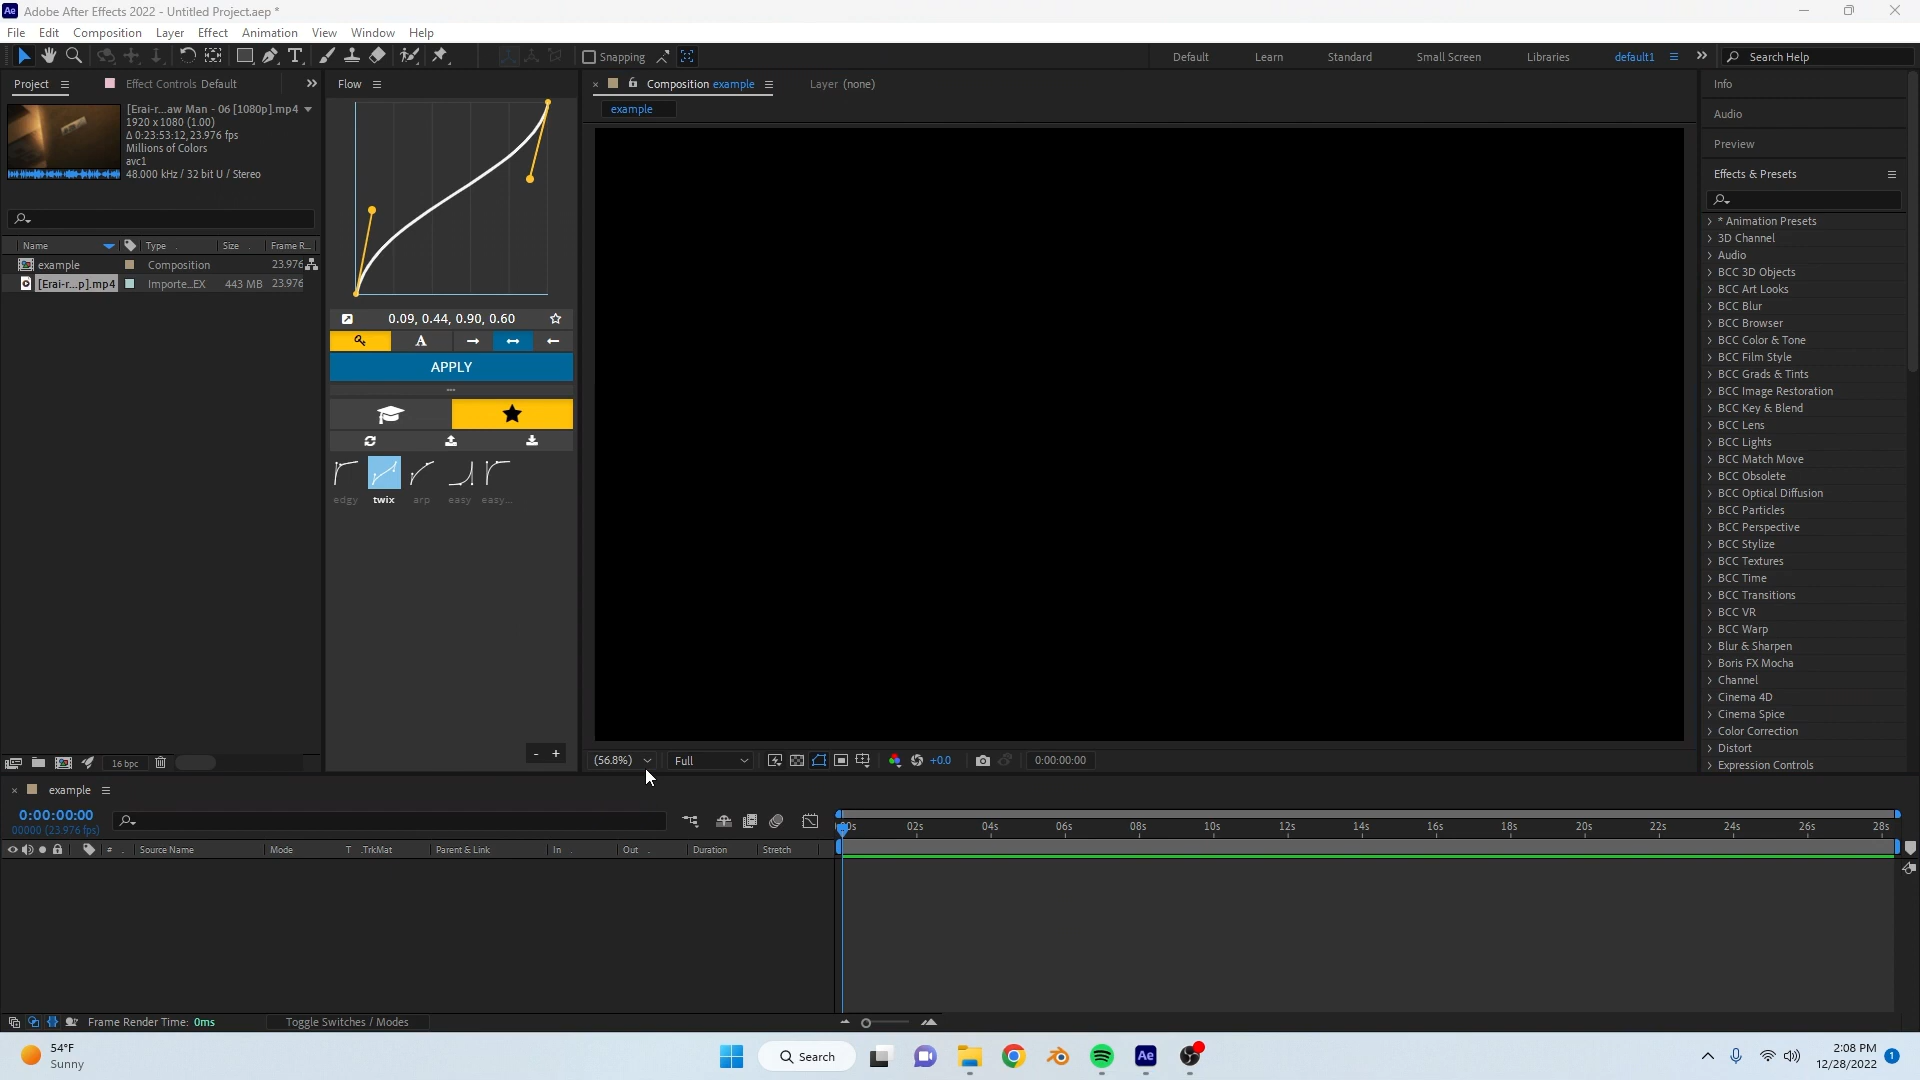 Ae Adobe After Effects 2022 - Untitled Project.aep *
File Edit Composition Layer Effect Animation View Window Help
Snapping Default Learn Standard Small Screen Libraries default1 Search Help
Project Effect Controls Default Flow Composition example Layer (none) Info
[Erai-r...aw Man - 06 [1080p].mp4
1920 x 1080 (1.00)
Δ 0:23:53:12, 23.976 fps
Millions of Colors
avc1
48.000 kHz / 32 bit U / Stereo
example
Audio
Preview
Effects & Presets
Name Type Size Frame R...
example Composition 23.976
[Erai-r...p].mp4 Importe...EX 443 MB 23.976
0.09, 0.44, 0.90, 0.60
A
APPLY
edgy twix arp easy easy...
- +
* Animation Presets
3D Channel
Audio
BCC 3D Objects
BCC Art Looks
BCC Blur
BCC Browser
BCC Color & Tone
BCC Film Style
BCC Grads & Tints
BCC Image Restoration
BCC Key & Blend
BCC Lens
BCC Lights
BCC Match Move
BCC Obsolete
BCC Optical Diffusion
BCC Particles
BCC Perspective
BCC Stylize
BCC Textures
BCC Time
BCC Transitions
BCC VR
BCC Warp
Blur & Sharpen
Boris FX Mocha
Channel
Cinema 4D
Cinema Spice
Color Correction
Distort
Expression Controls
16 bpc
(56.8%) Full +0.0 0:00:00:00
example
0:00:00:00
00000 (23.976 fps)
02s 04s 06s 08s 10s 12s 14s 16s 18s 20s 22s 24s 26s 28s
# Source Name Mode T .TrkMat Parent & Link In Out Duration Stretch
Frame Render Time: 0ms Toggle Switches / Modes
54°F
Sunny
Search
Ae
2:08 PM
12/28/2022
1